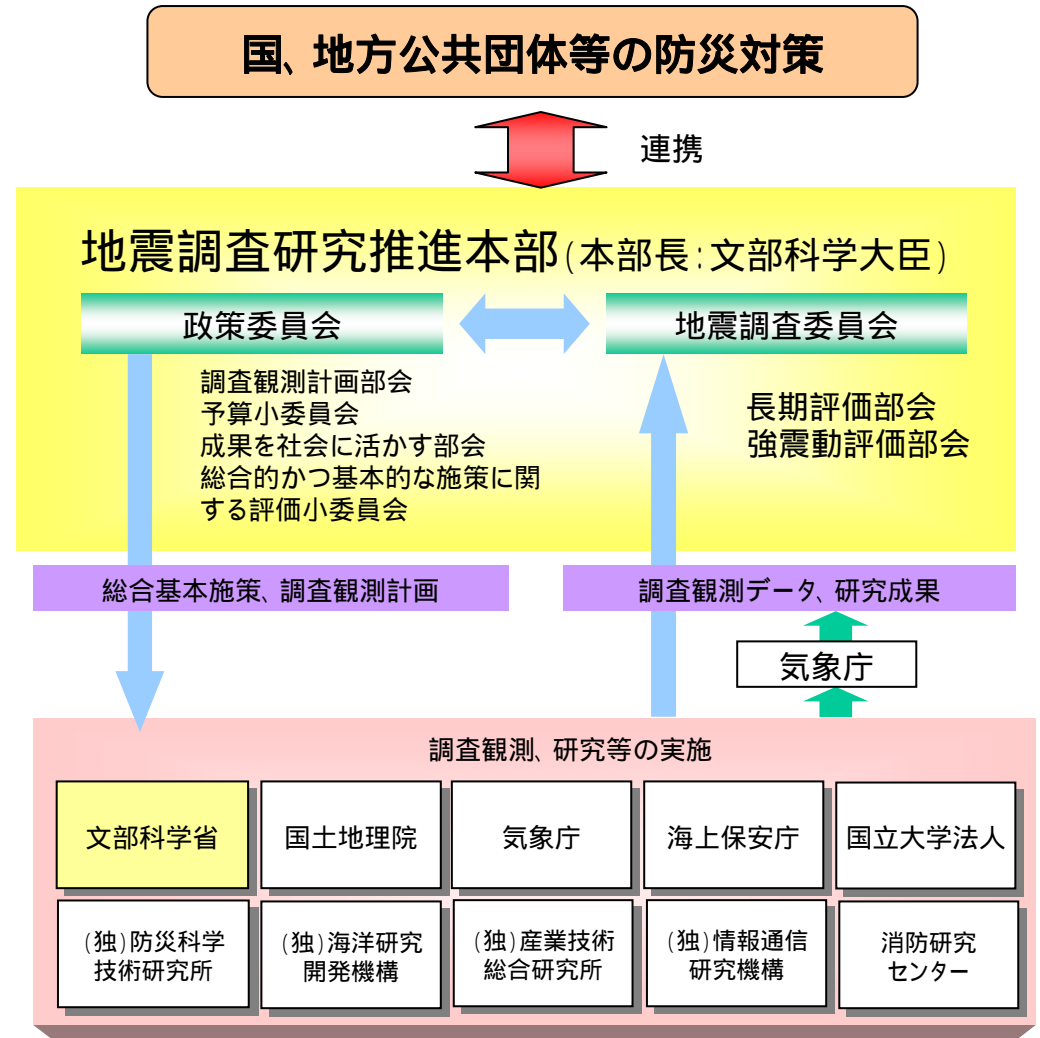 国、地方公共団体等の防災対策
連携
地震調査研究推進本部(本部長:文部科学大臣)
政策委員会
地震調査委員会
調査観測計画部会
予算小委員会
成果を社会に活かす部会
総合的かつ基本的な施策に関
する評価小委員会
長期評価部会
強震動評価部会
総合基本施策、調査観測計画
調査観測データ、研究成果
気象庁
調査観測、研究等の実施
文部科学省
国土地理院
気象庁
海上保安庁
国立大学法人
(独)防災科学
技術研究所
(独)海洋研究
開発機構
(独)産業技術
総合研究所
(独)情報通信
研究機構
消防研究
センター